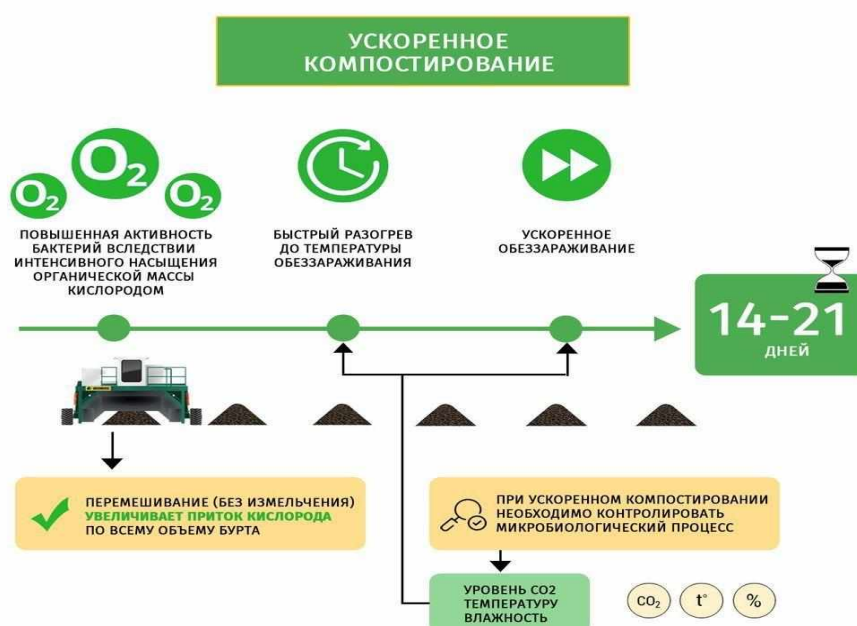 УСКОРЕННОЕ
КОМПОСТИРОВАНИЕ
O2
O2
O2
ПОВЫШЕННАЯ АКТИВНОСТЬ
БАКТЕРИЙ ВСЛЕДСТВИИ
ИНТЕНСИВНОГО НАСЫЩЕНИЯ
ОРГАНИЧЕСКОЙ МАССЫ
КИСЛОРОДОМ
БЫСТРЫЙ РАЗОГРЕВ
ДО ТЕМПЕРАТУРЫ
ОБЕЗЗАРАЖИВАНИЯ
УСКОРЕННОЕ
ОБЕЗЗАРАЖИВАНИЕ
14-21
ДНЕЙ
ПЕРЕМЕШИВАНИЕ (БЕЗ ИЗМЕЛЬЧЕНИЯ)
УВЕЛИЧИВАЕТ ПРИТОК КИСЛОРОДА
ПО ВСЕМУ ОБЪЕМУ БУРТА
ПРИ УСКОРЕННОМ КОМПОСТИРОВАНИИ
НЕОБХОДИМО КОНТРОЛИРОВАТЬ
МИКРОБИОЛОГИЧЕСКИЙ ПРОЦЕСС
УРОВЕНЬ СО2
ТЕМПЕРАТУРУ
ВЛАЖНОСТЬ
CO₂
t°
%